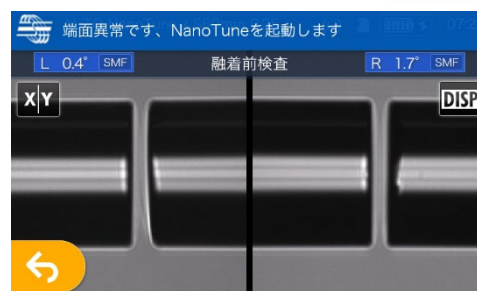 端面異常です、NanoTuneを起動します
L 0.4° SMF
融着前検査
R 1.7° SMF
X|Y
DISP